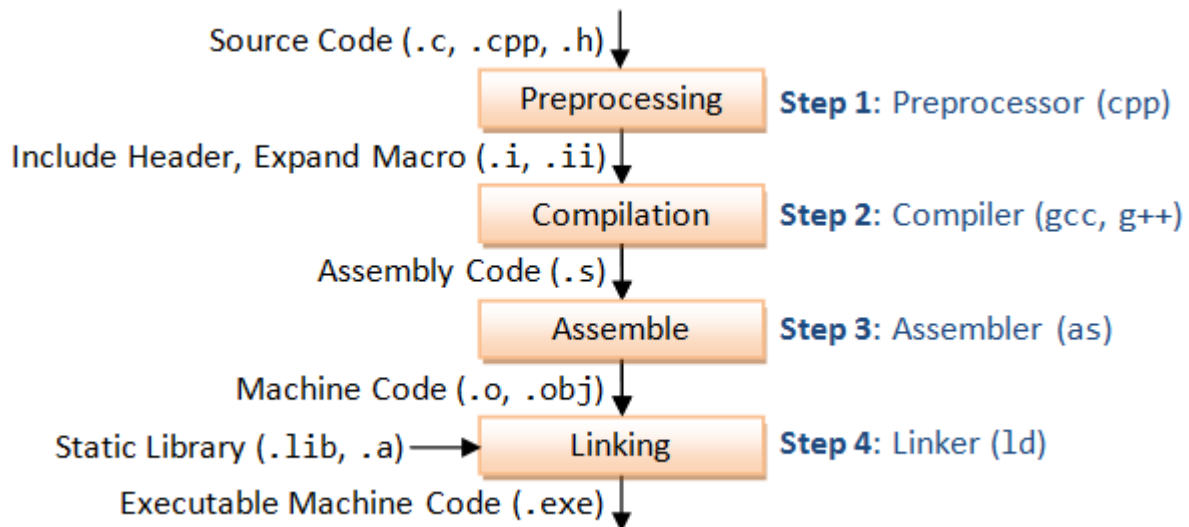 Source Code (.c, .cpp, .h)
Preprocessing
Step 1: Preprocessor (cpp)
Include Header, Expand Macro (.i, .ii)
Compilation
Step 2: Compiler (gcc, g++)
Assembly Code (.s)
Assemble
Step 3: Assembler (as)
Machine Code (.o, .obj)
Static Library (.lib, .a)
Linking
Step 4: Linker (ld)
Executable Machine Code (.exe)